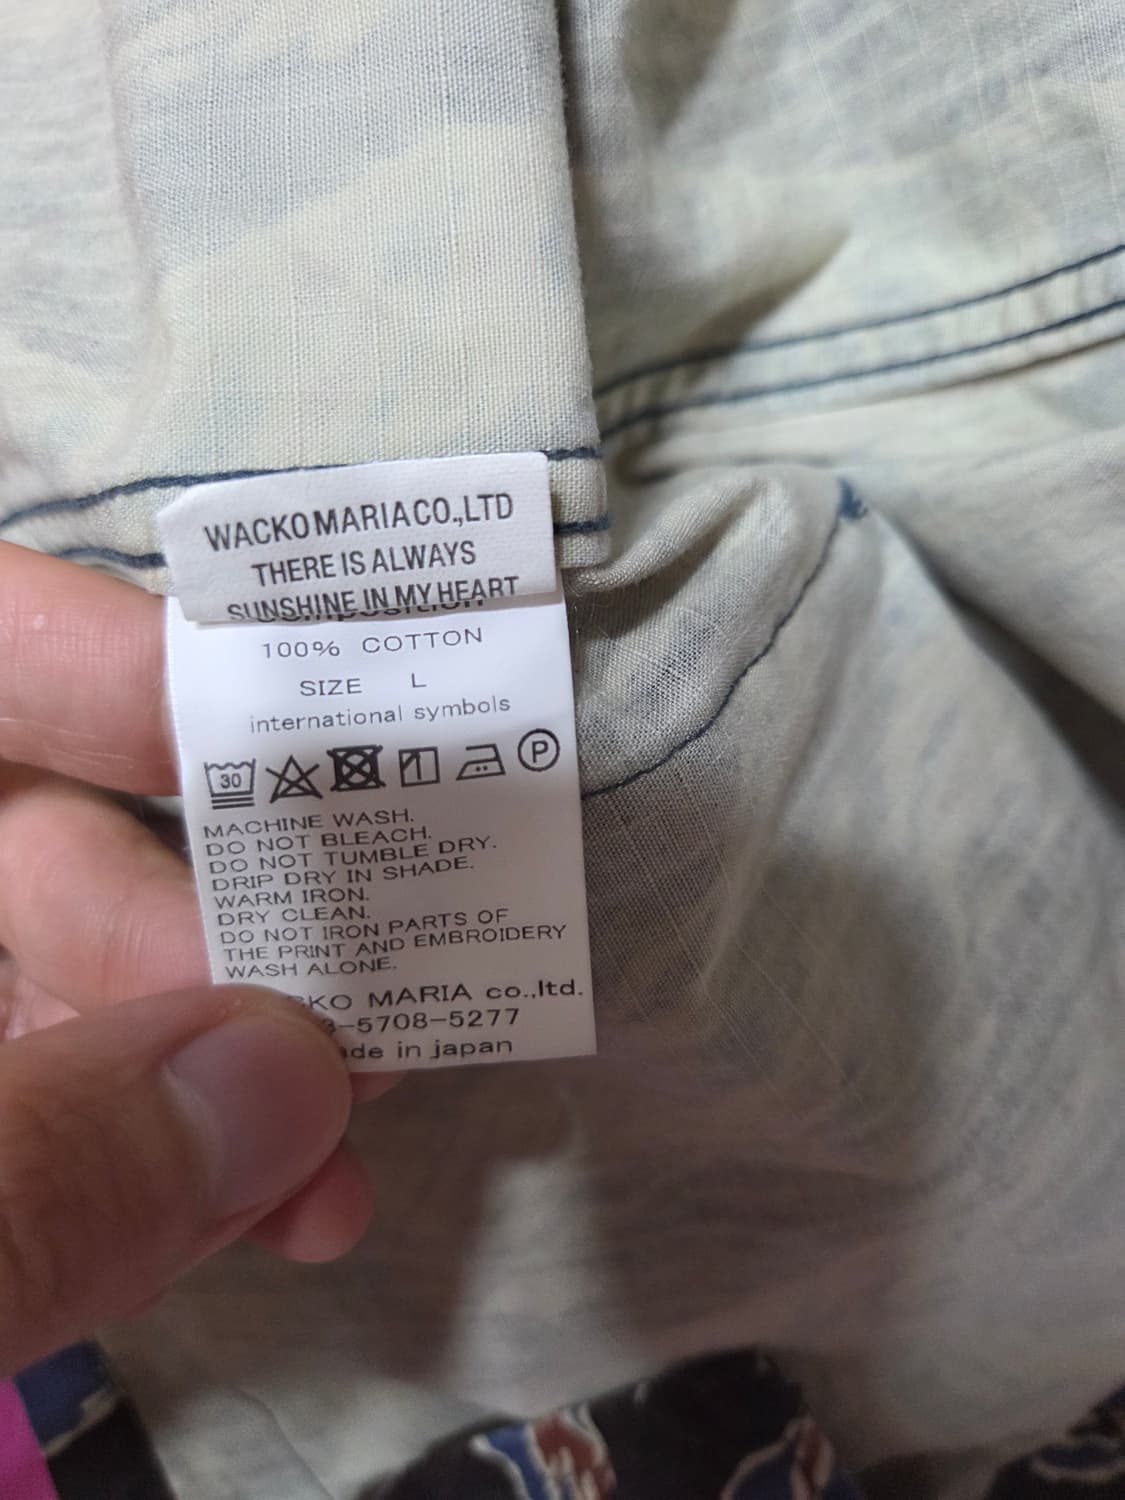 WACKO MARIA CO.,LTD
THERE IS ALWAYS
SUNSHINE IN MY HEART
100% COTTON
SIZE L
international symbols
30 P
MACHINE WASH.
DO NOT BLEACH.
DO NOT TUMBLE DRY.
DRIP DRY IN SHADE.
WARM IRON.
DRY CLEAN.
DO NOT IRON PARTS OF
THE PRINT AND EMBROIDERY
WASH ALONE.
KO MARIA co.,ltd.
3-5708-5277
de in japan